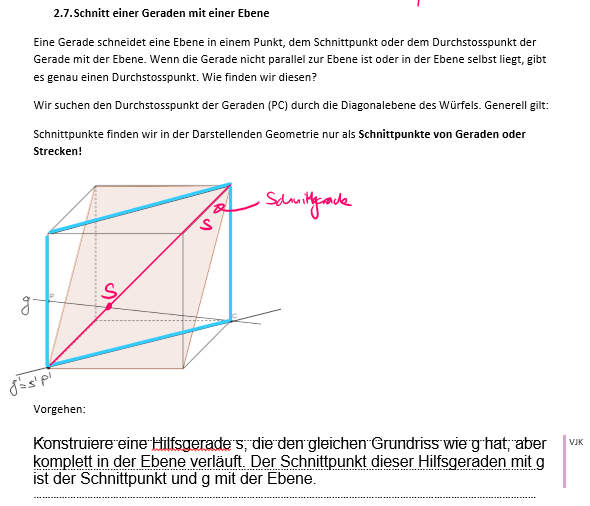 2.7. Schnitt einer Geraden mit einer Ebene
Eine Gerade schneidet eine Ebene in einem Punkt, dem Schnittpunkt oder dem Durchstosspunkt der
Gerade mit der Ebene. Wenn die Gerade nicht parallel zur Ebene ist oder in der Ebene selbst liegt, gibt
es genau einen Durchstosspunkt. Wie finden wir diesen?
Wir suchen den Durchstosspunkt der Geraden (PC) durch die Diagonalebene des Würfels. Generell gilt:
Schnittpunkte finden wir in der Darstellenden Geometrie nur als Schnittpunkte von Geraden oder
Strecken!
Schnittgerade
s
S
g
P
C
g'=s' P'
Vorgehen:
Konstruiere eine Hilfsgerade s, die den gleichen Grundriss wie g hat, aber
komplett in der Ebene verläuft. Der Schnittpunkt dieser Hilfsgeraden mit g
ist der Schnittpunkt und g mit der Ebene.
VJK